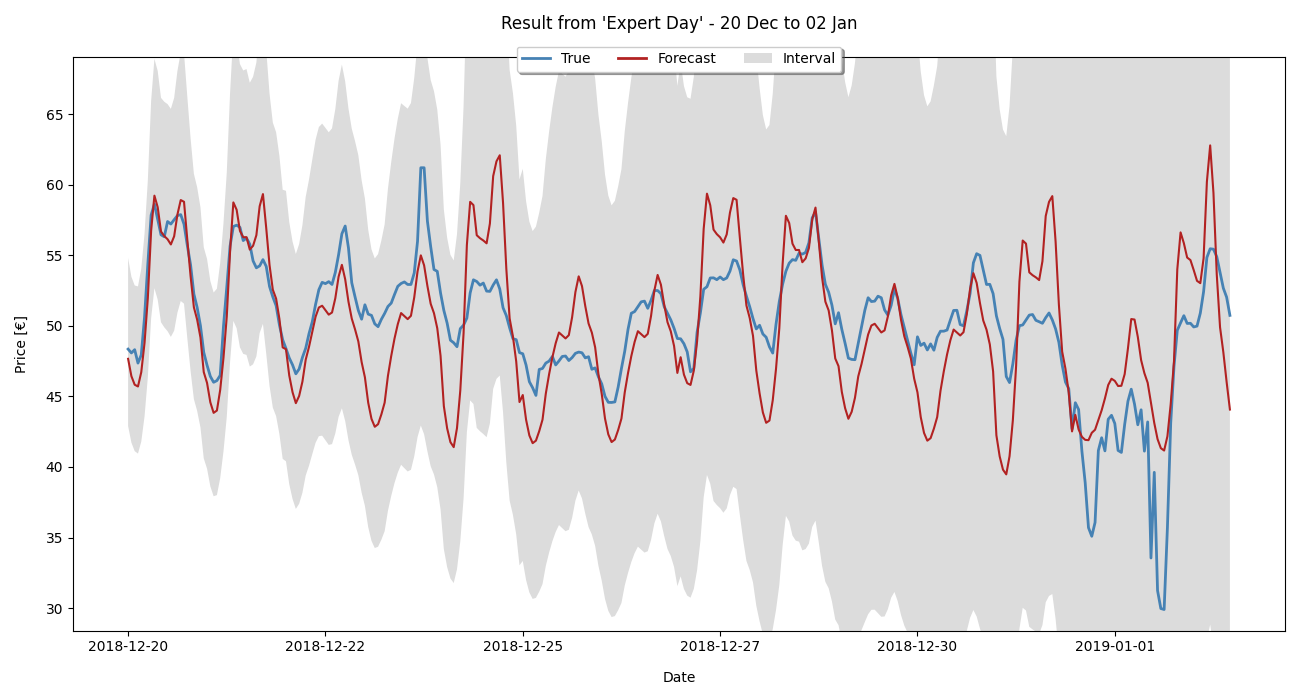 Result from 'Expert Day' - 20 Dec to 02 Jan
True Forecast Interval
Price [€]
65
60
55
50
45
40
35
30
2018-12-20 2018-12-22 2018-12-25 2018-12-27 2018-12-30 2019-01-01
Date